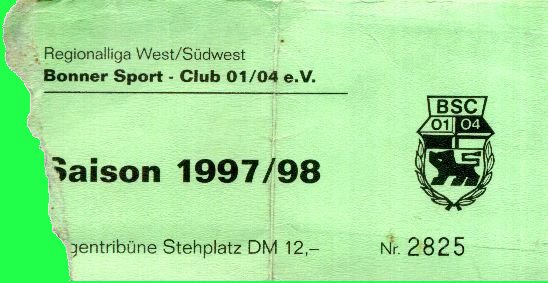 Regionalliga West/Südwest
Bonner Sport - Club 01/04 e.V.
BSC
01 04
Saison 1997/98
gentribüne Stehplatz DM 12,–
Nr. 2825